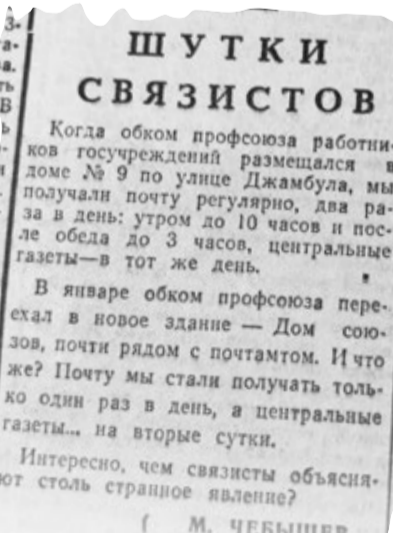 ШУТКИ
СВЯЗИСТОВ
Когда обком профсоюза работни-
ков госучреждений размещался в
доме № 9 по улице Джамбула, мы
получали почту регулярно, два ра-
за в день: утром до 10 часов и пос-
ле обеда до 3 часов, центральные
газеты—в тот же день.
В январе обком профсоюза пере-
ехал в новое здание — Дом сою-
зов, почти рядом с почтамтом. И что
же? Почту мы стали получать толь-
ко один раз в день, а центральные
газеты... на вторые сутки.
Интересно, чем связисты объясня-
ют столь странное явление?
М. ЧЕБЫШЕВ